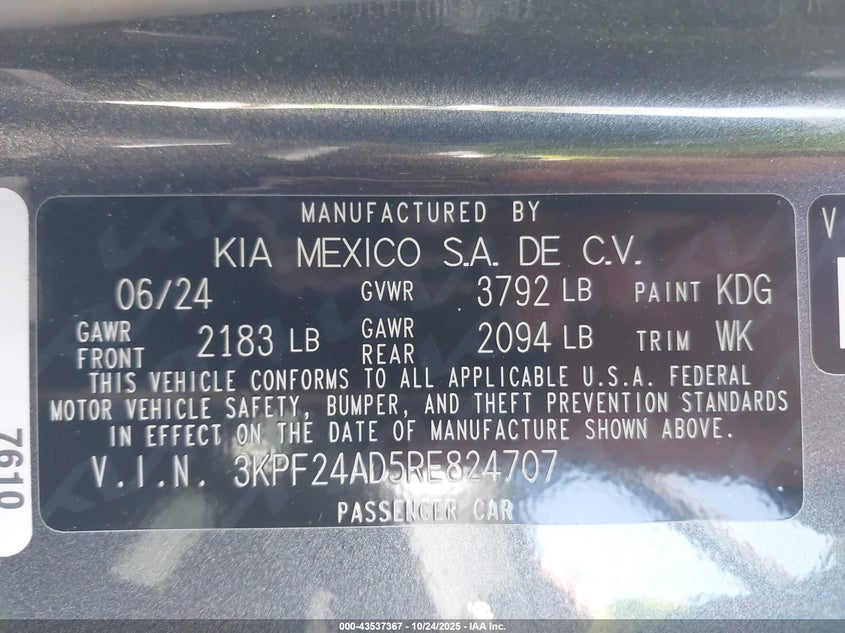 MANUFACTURED BY
KIA MEXICO S.A. DE C.V.
06/24 GVWR 3792 LB PAINT KDG
GAWR FRONT 2183 LB GAWR REAR 2094 LB TRIM WK
THIS VEHICLE CONFORMS TO ALL APPLICABLE U.S.A. FEDERAL
MOTOR VEHICLE SAFETY, BUMPER, AND THEFT PREVENTION STANDARDS
IN EFFECT ON THE DATE OF MANUFACTURE SHOWN ABOVE.
V.I.N. 3KPF24AD5RE824707
PASSENGER CAR
7610
V
000-43537367 - 10/24/2025 - IAA Inc.